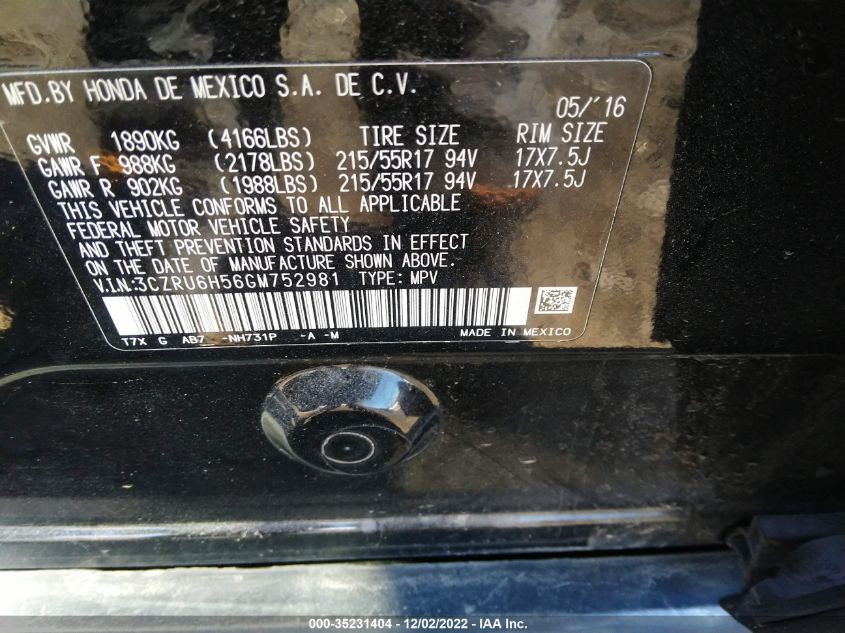 MFD.BY HONDA DE MEXICO S.A. DE C.V.
05/'16
GVWR 1890KG (4166LBS) TIRE SIZE RIM SIZE
GAWR F 988KG (2178LBS) 215/55R17 94V 17X7.5J
GAWR R 902KG (1988LBS) 215/55R17 94V 17X7.5J
THIS VEHICLE CONFORMS TO ALL APPLICABLE
FEDERAL MOTOR VEHICLE SAFETY
AND THEFT PREVENTION STANDARDS IN EFFECT
ON THE DATE OF MANUFACTURE SHOWN ABOVE.
V.I.N:3CZRU6H56GM752981 TYPE: MPV
T7X G AB7 -NH731P -A -M MADE IN MEXICO
000-35231404 - 12/02/2022 - IAA Inc.